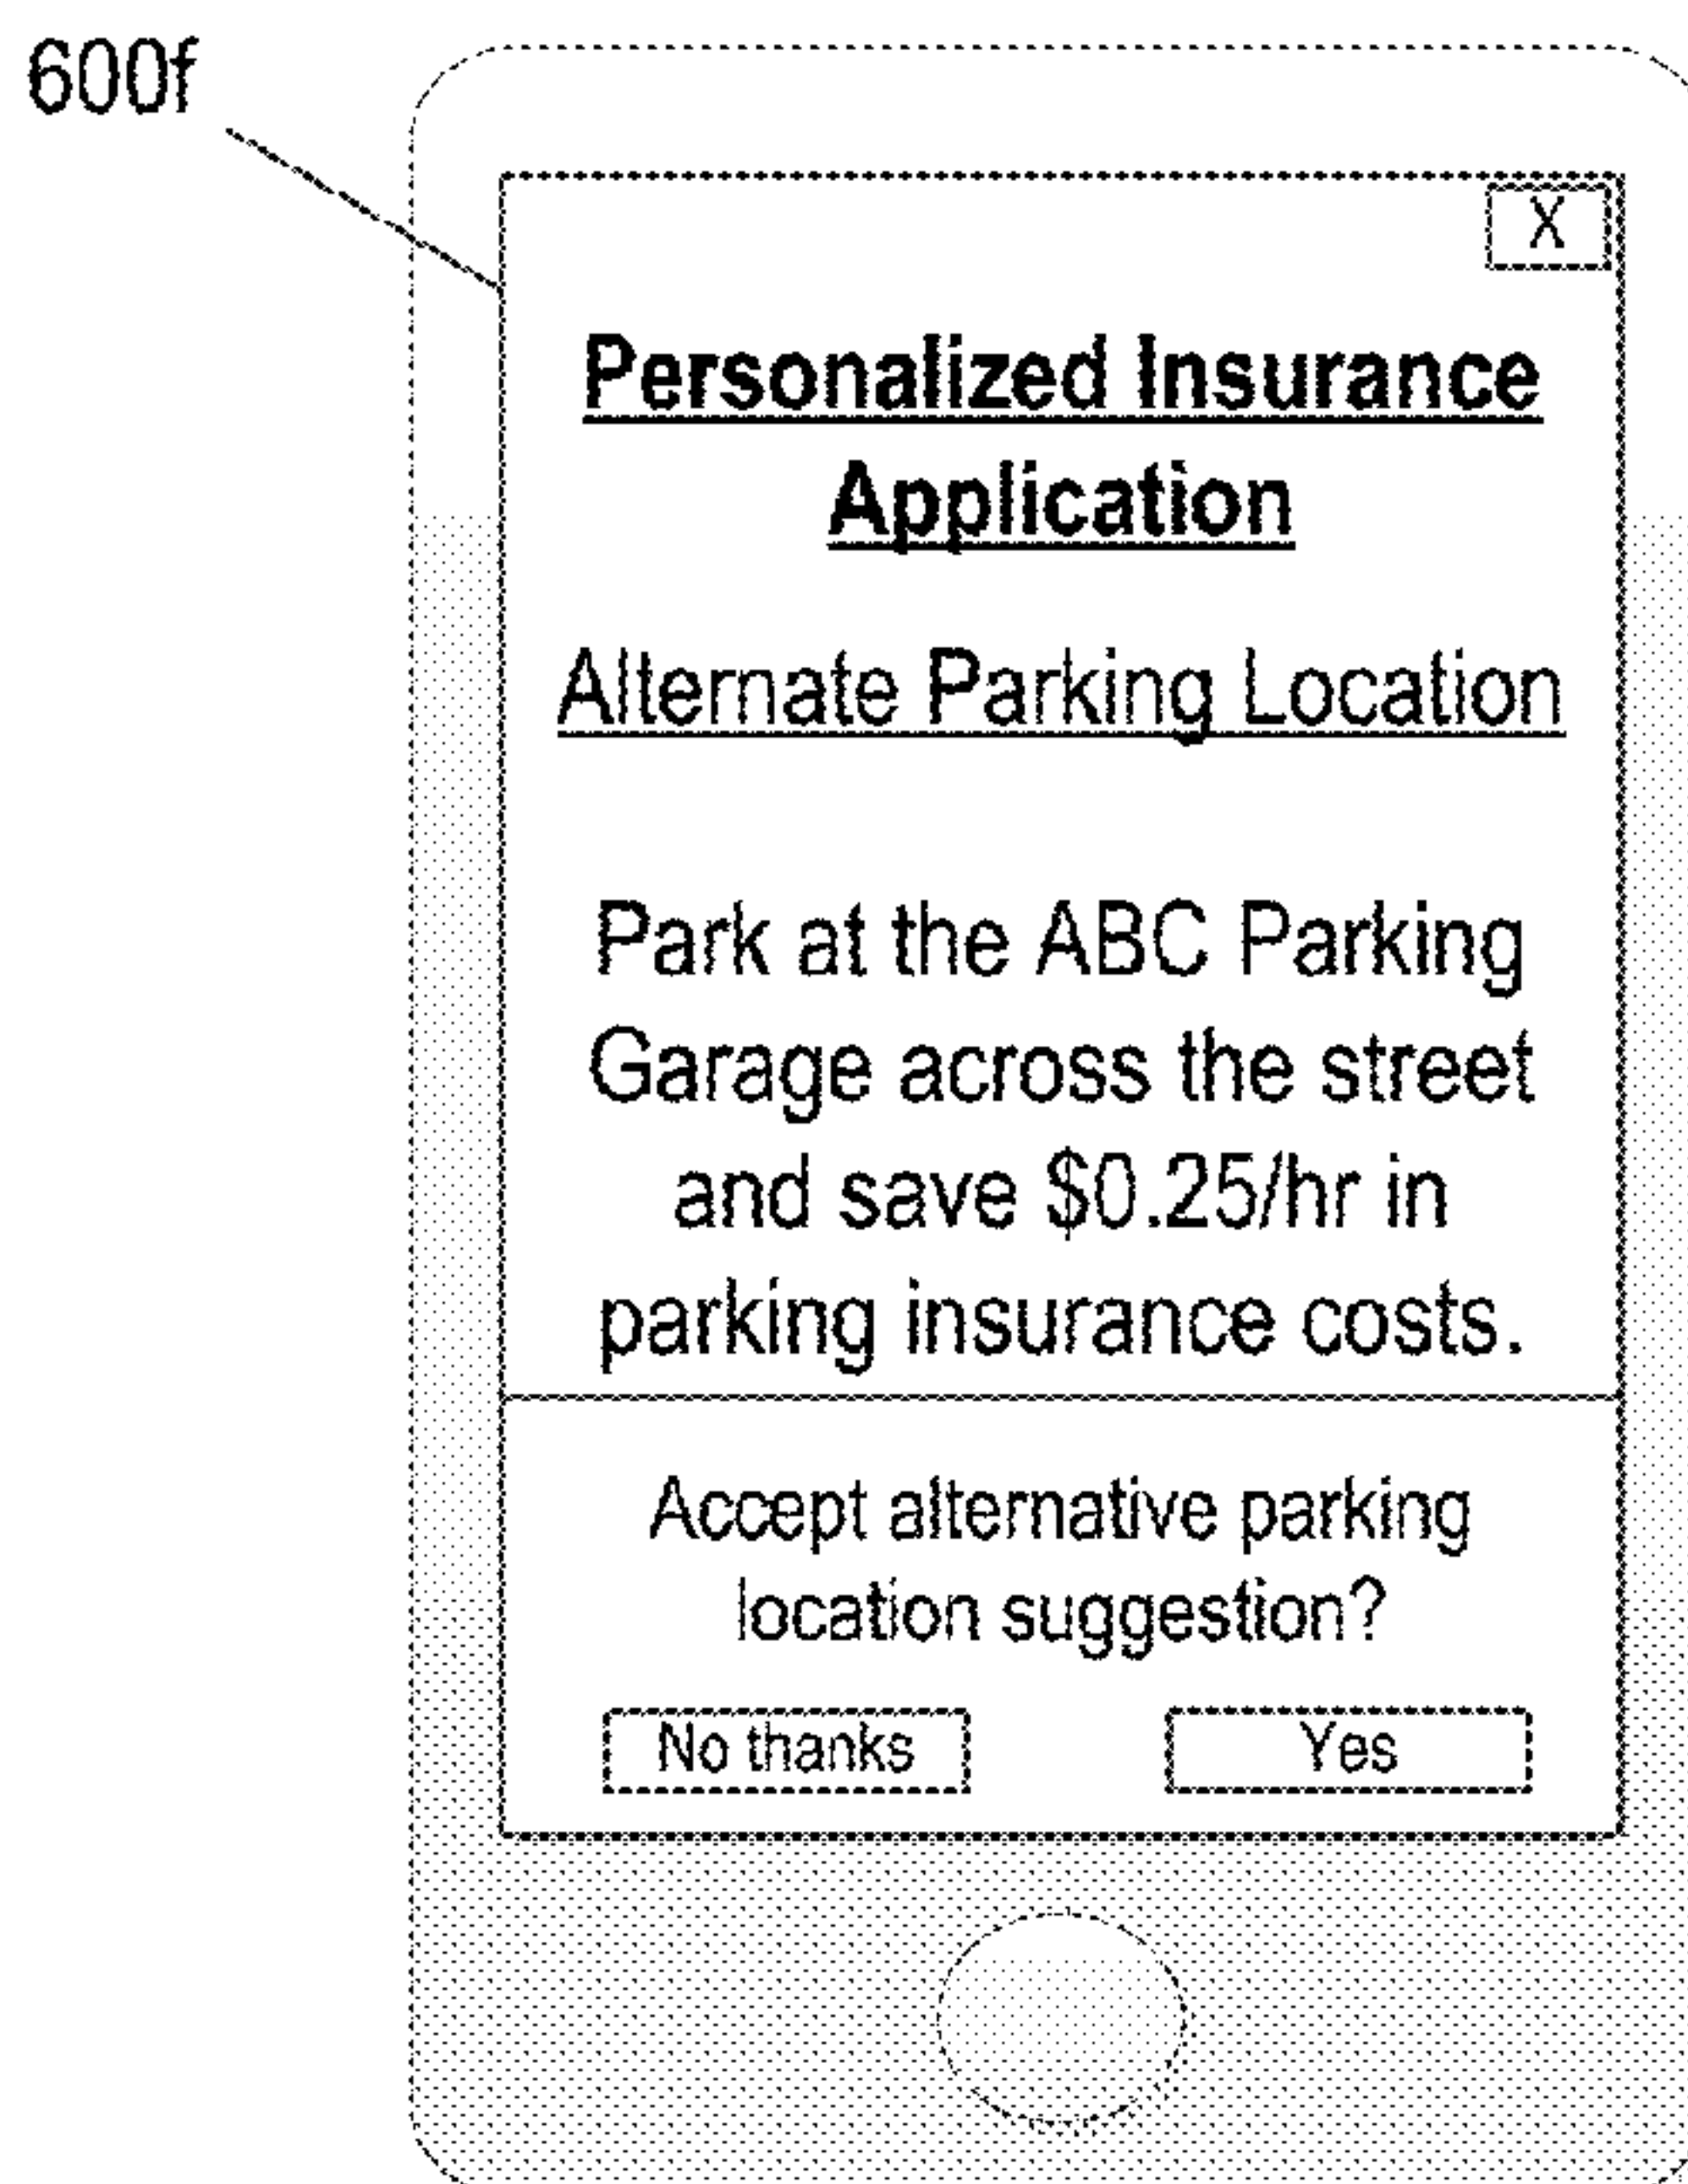 600f
X
Personalized Insurance
Application
Alternate Parking Location
Park at the ABC Parking
Garage across the street
and save $0.25/hr in
parking insurance costs.
Accept alternative parking
location suggestion?
No thanks Yes